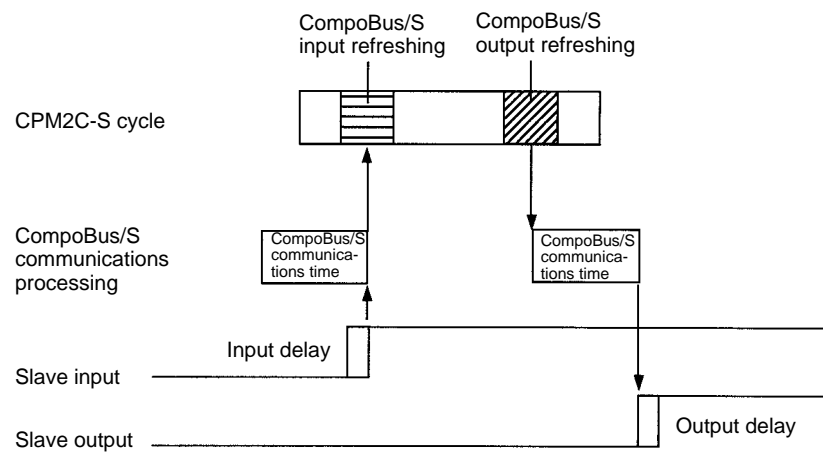 CompoBus/S
input refreshing
CompoBus/S
output refreshing
CPM2C-S cycle
CompoBus/S
communications
processing
CompoBus/S
communica-
tions time
CompoBus/S
communica-
tions time
Input delay
Slave input
Output delay
Slave output